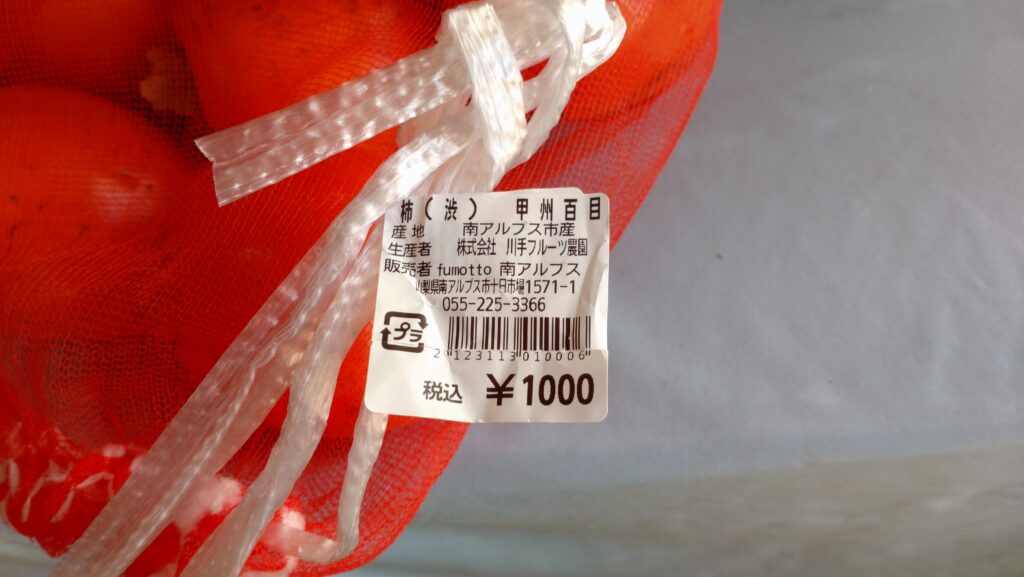 柿(渋) 甲州百目
産地 南アルプス市産
生産者 株式会社 川手フルーツ農園
販売者 fumotto 南アルプス
梨県南アルプス市十日市場1571-1
055-225-3366
プラ
2 123113 010006
税込 ¥1000